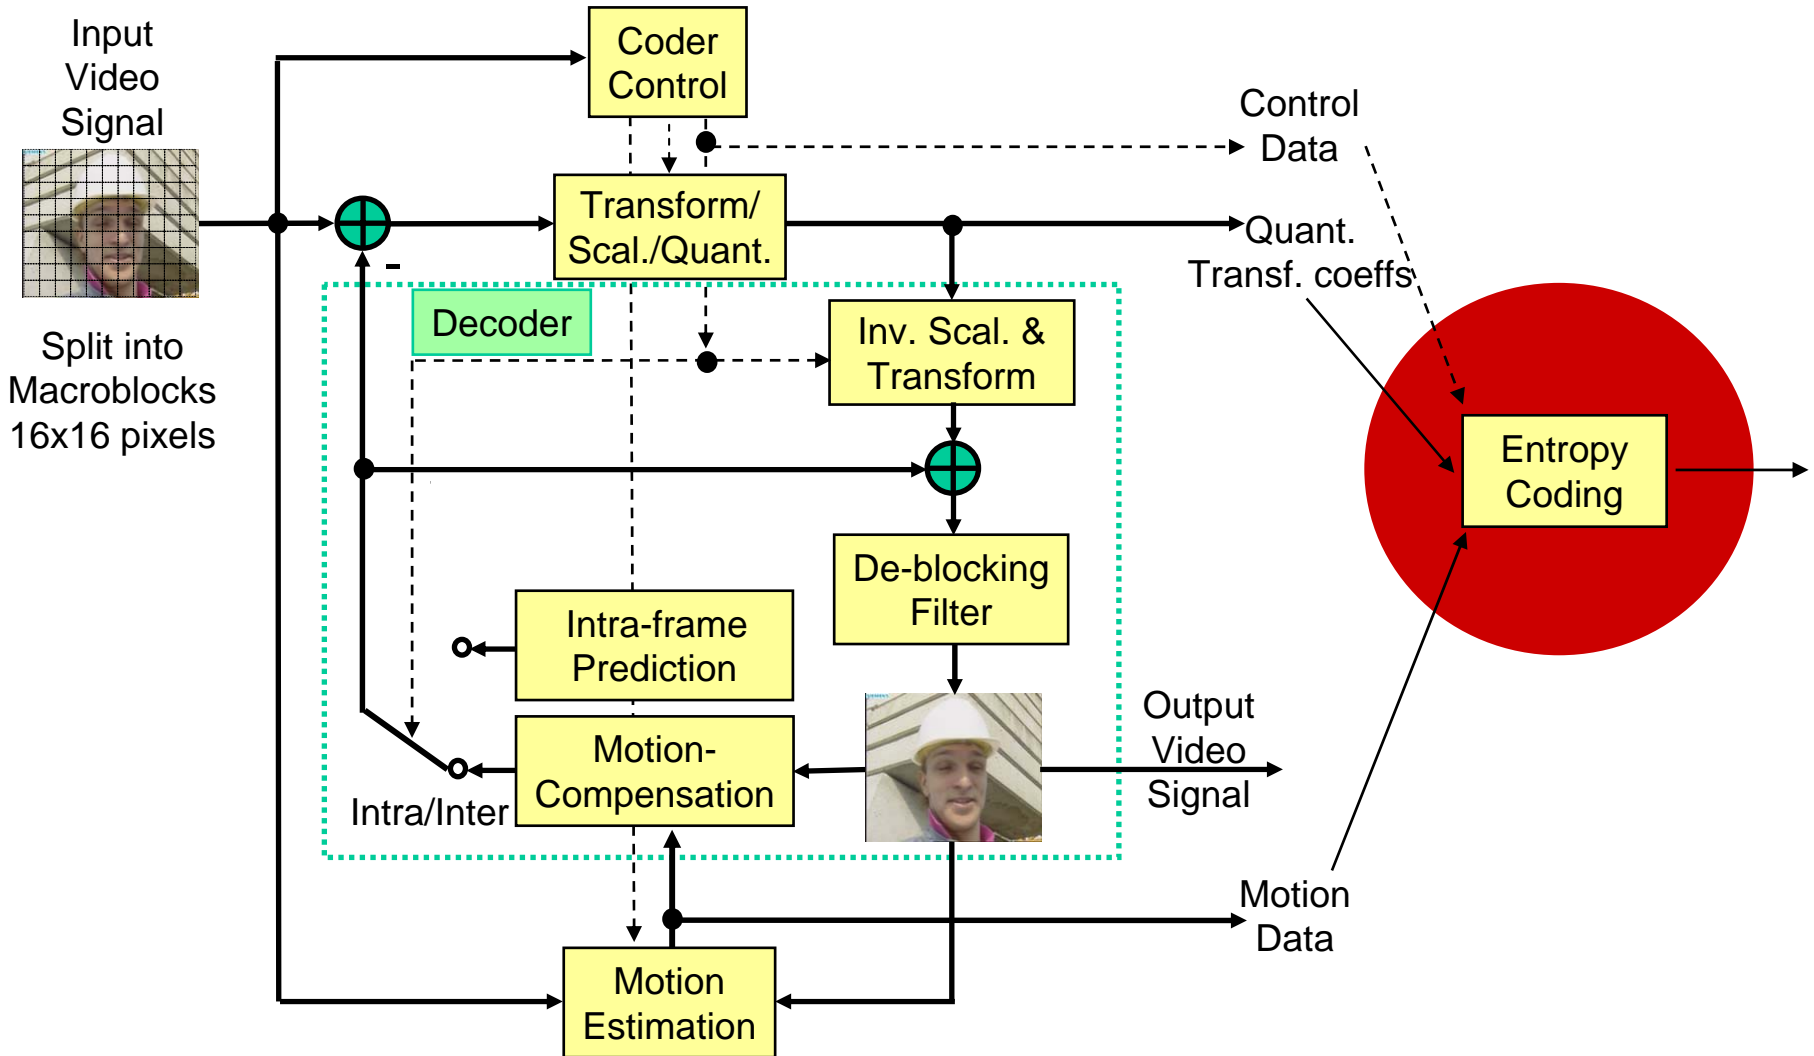 Input
Video
Signal
Split into
Macroblocks
16x16 pixels
Coder
Control
Transform/
Scal./Quant.
-
Decoder
Inv. Scal. &
Transform
De-blocking
Filter
Intra-frame
Prediction
Motion-
Compensation
Intra/Inter
Motion
Estimation
Control
Data
Quant.
Transf. coeffs
Output
Video
Signal
Motion
Data
Entropy
Coding